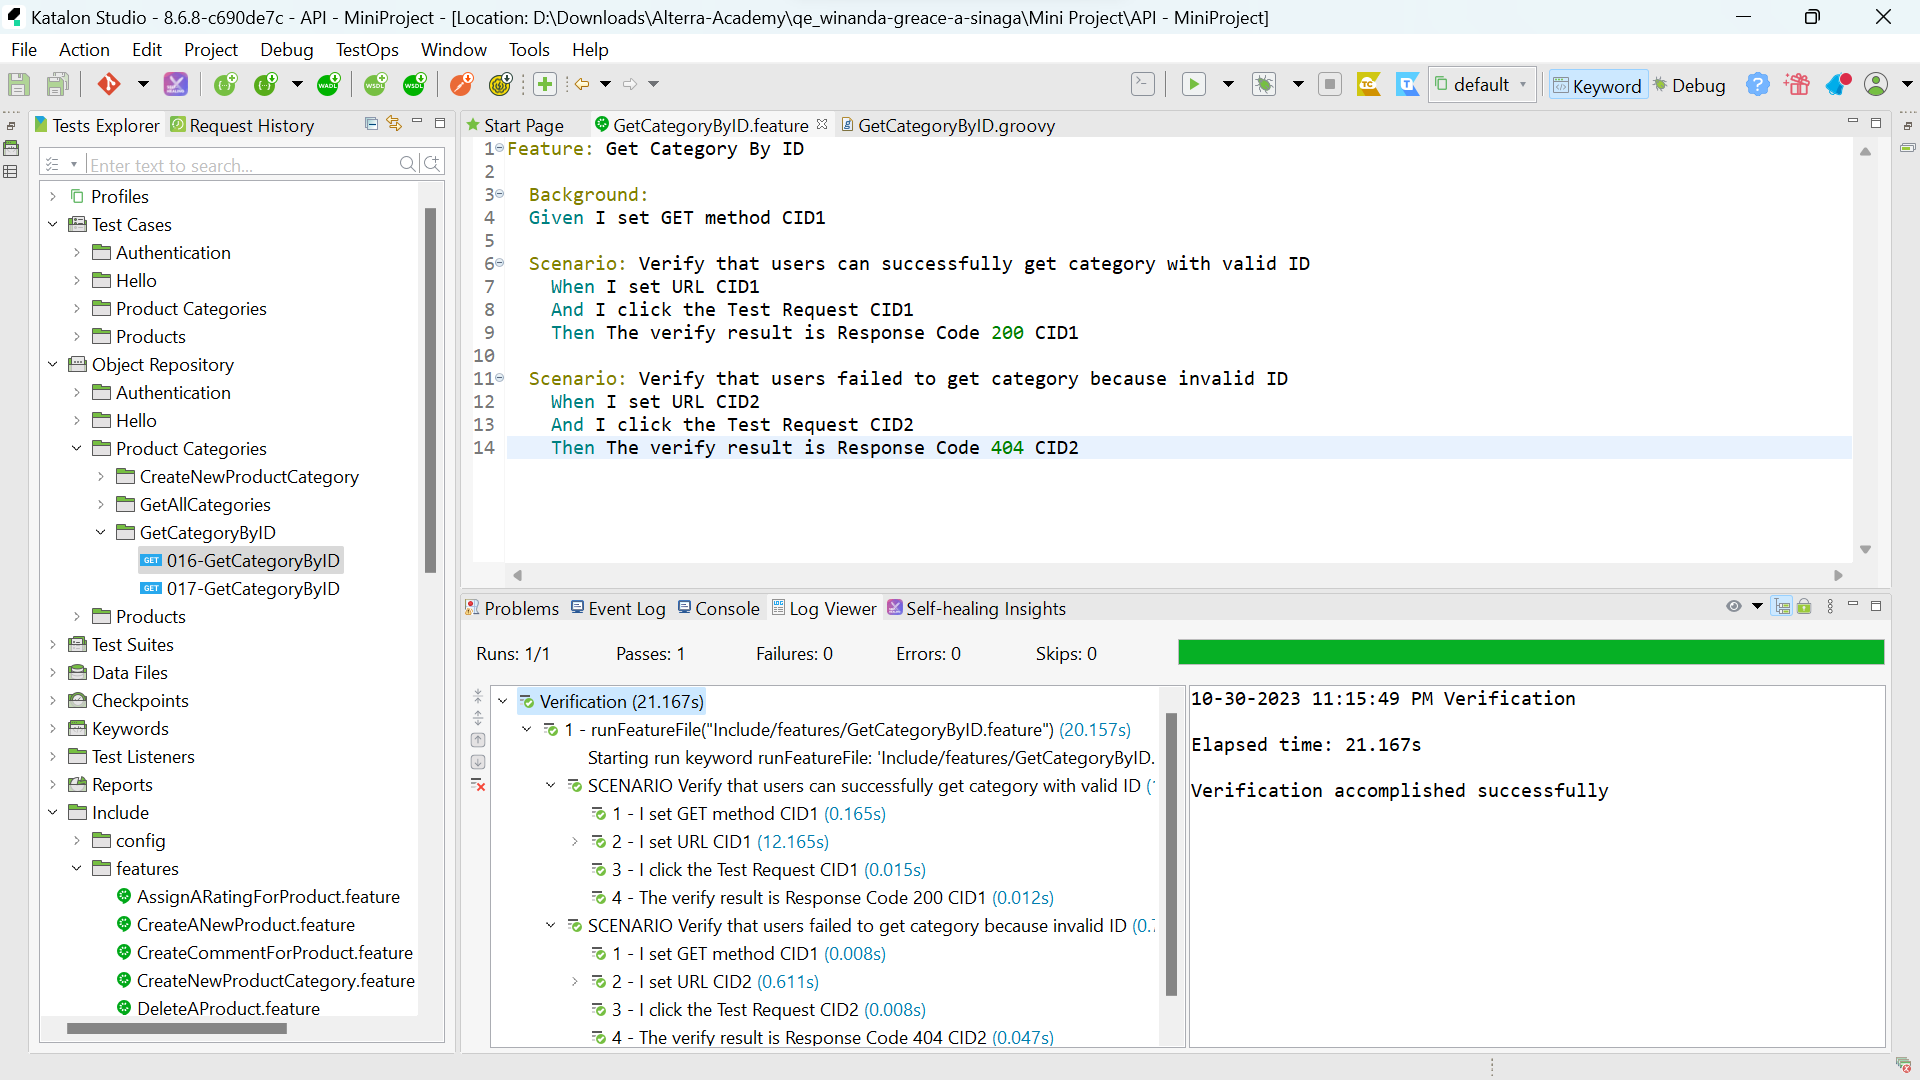 Katalon Studio - 8.6.8-c690de7c - API - MiniProject - [Location: D:\Downloads\Alterra-Academy\qe_winanda-greace-a-sinaga\Mini Project\API - MiniProject]
File Action Edit Project Debug TestOps Window Tools Help
WADL WSDL WSDL TC T default Keyword Debug
Tests Explorer Request History
Enter text to search...
Profiles
Test Cases
Authentication
Hello
Product Categories
Products
Object Repository
Authentication
Hello
Product Categories
CreateNewProductCategory
GetAllCategories
GetCategoryByID
GET 016-GetCategoryByID
GET 017-GetCategoryByID
Products
Test Suites
Data Files
Checkpoints
Keywords
Test Listeners
Reports
Include
config
features
AssignARatingForProduct.feature
CreateANewProduct.feature
CreateCommentForProduct.feature
CreateNewProductCategory.feature
DeleteAProduct.feature
Start Page GetCategoryByID.feature GetCategoryByID.groovy
1 Feature: Get Category By ID
2
3 Background:
4 Given I set GET method CID1
5
6 Scenario: Verify that users can successfully get category with valid ID
7 When I set URL CID1
8 And I click the Test Request CID1
9 Then The verify result is Response Code 200 CID1
10
11 Scenario: Verify that users failed to get category because invalid ID
12 When I set URL CID2
13 And I click the Test Request CID2
14 Then The verify result is Response Code 404 CID2
Problems Event Log Console Log Viewer Self-healing Insights
Runs: 1/1 Passes: 1 Failures: 0 Errors: 0 Skips: 0
Verification (21.167s)
1 - runFeatureFile("Include/features/GetCategoryByID.feature") (20.157s)
Starting run keyword runFeatureFile: 'Include/features/GetCategoryByID.
SCENARIO Verify that users can successfully get category with valid ID (
1 - I set GET method CID1 (0.165s)
2 - I set URL CID1 (12.165s)
3 - I click the Test Request CID1 (0.015s)
4 - The verify result is Response Code 200 CID1 (0.012s)
SCENARIO Verify that users failed to get category because invalid ID (0.
1 - I set GET method CID1 (0.008s)
2 - I set URL CID2 (0.611s)
3 - I click the Test Request CID2 (0.008s)
4 - The verify result is Response Code 404 CID2 (0.047s)
10-30-2023 11:15:49 PM Verification
Elapsed time: 21.167s
Verification accomplished successfully